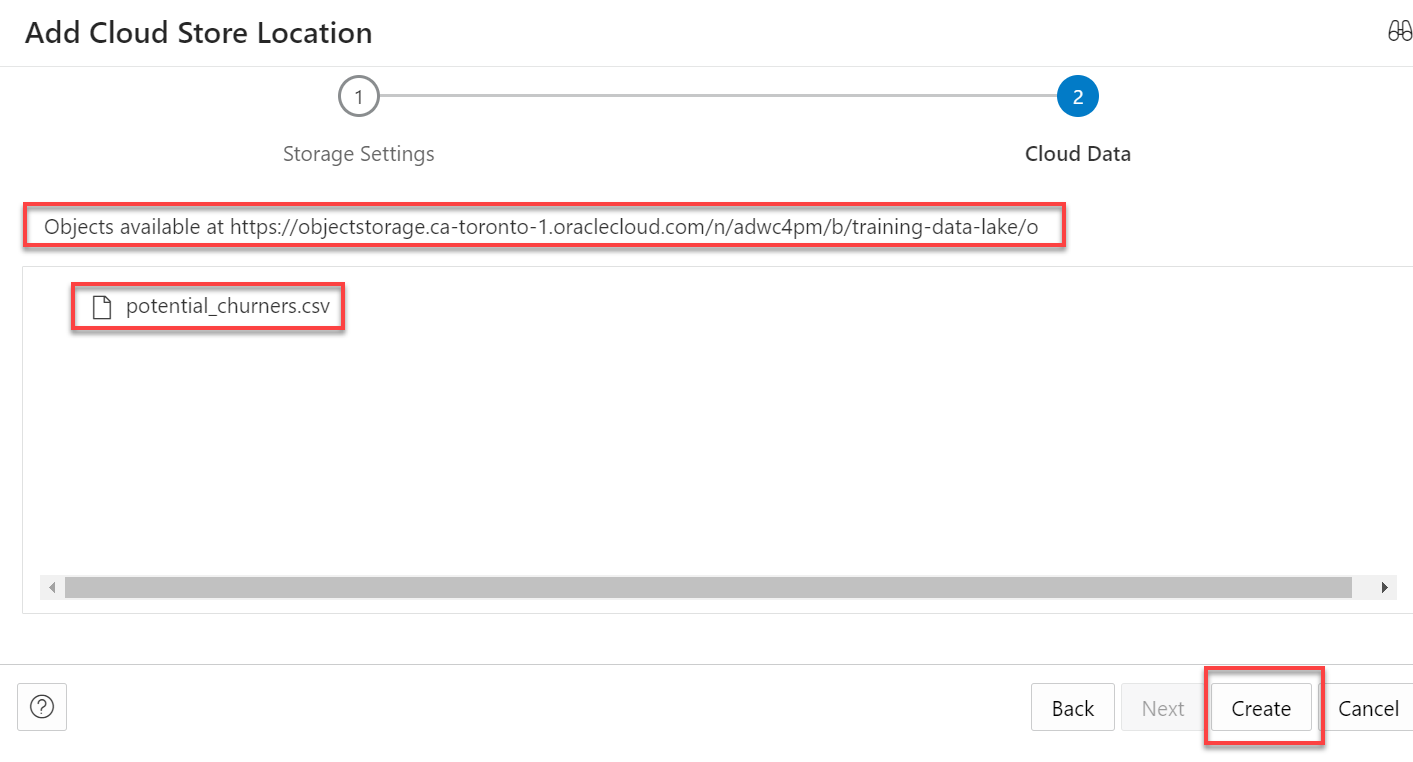 Add Cloud Store Location
1
2
Storage Settings
Cloud Data
Objects available at https://objectstorage.ca-toronto-1.oraclecloud.com/n/adwc4pm/b/training-data-lake/o
potential_churners.csv
?
Back
Next
Create
Cancel